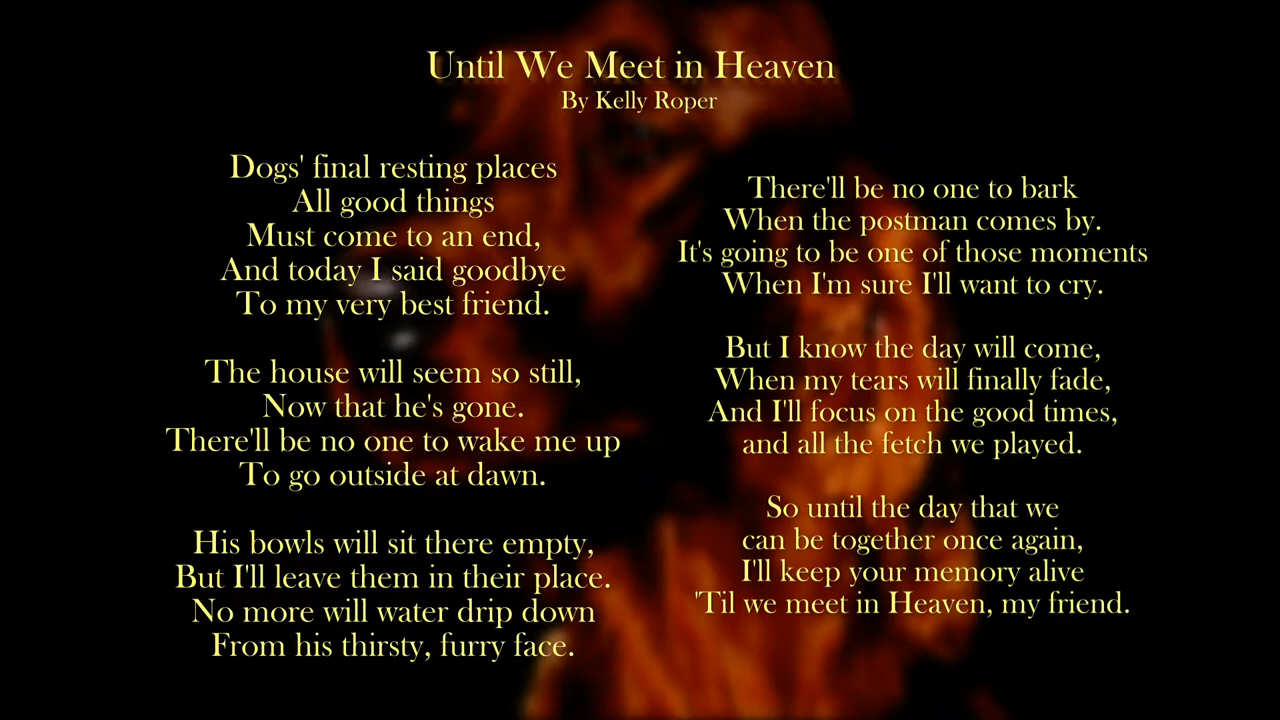 Until We Meet in Heaven
By Kelly Roper
Dogs' final resting places
All good things
Must come to an end,
And today I said goodbye
To my very best friend.
The house will seem so still,
Now that he's gone.
There'll be no one to wake me up
To go outside at dawn.
His bowls will sit there empty,
But I'll leave them in their place.
No more will water drip down
From his thirsty, furry face.
There'll be no one to bark
When the postman comes by.
It's going to be one of those moments
When I'm sure I'll want to cry.
But I know the day will come,
When my tears will finally fade,
And I'll focus on the good times,
and all the fetch we played.
So until the day that we
can be together once again,
I'll keep your memory alive
'Til we meet in Heaven, my friend.